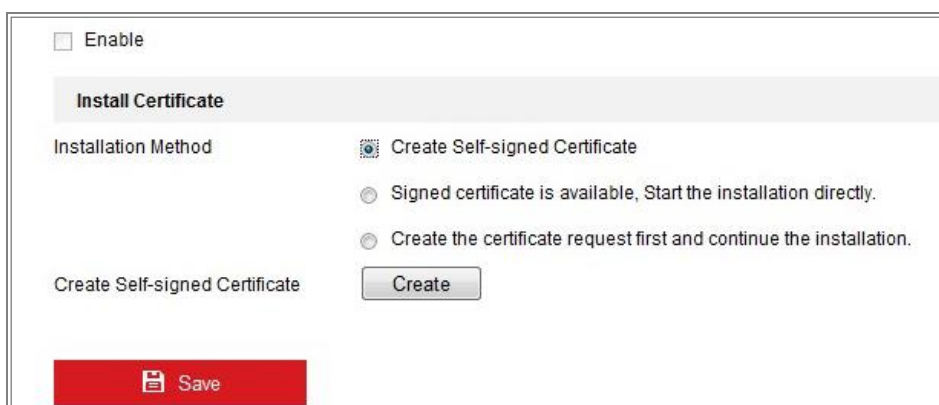 Enable
Install Certificate
Installation Method
Create Self-signed Certificate
Signed certificate is available, Start the installation directly.
Create the certificate request first and continue the installation.
Create Self-signed Certificate
Create
Save